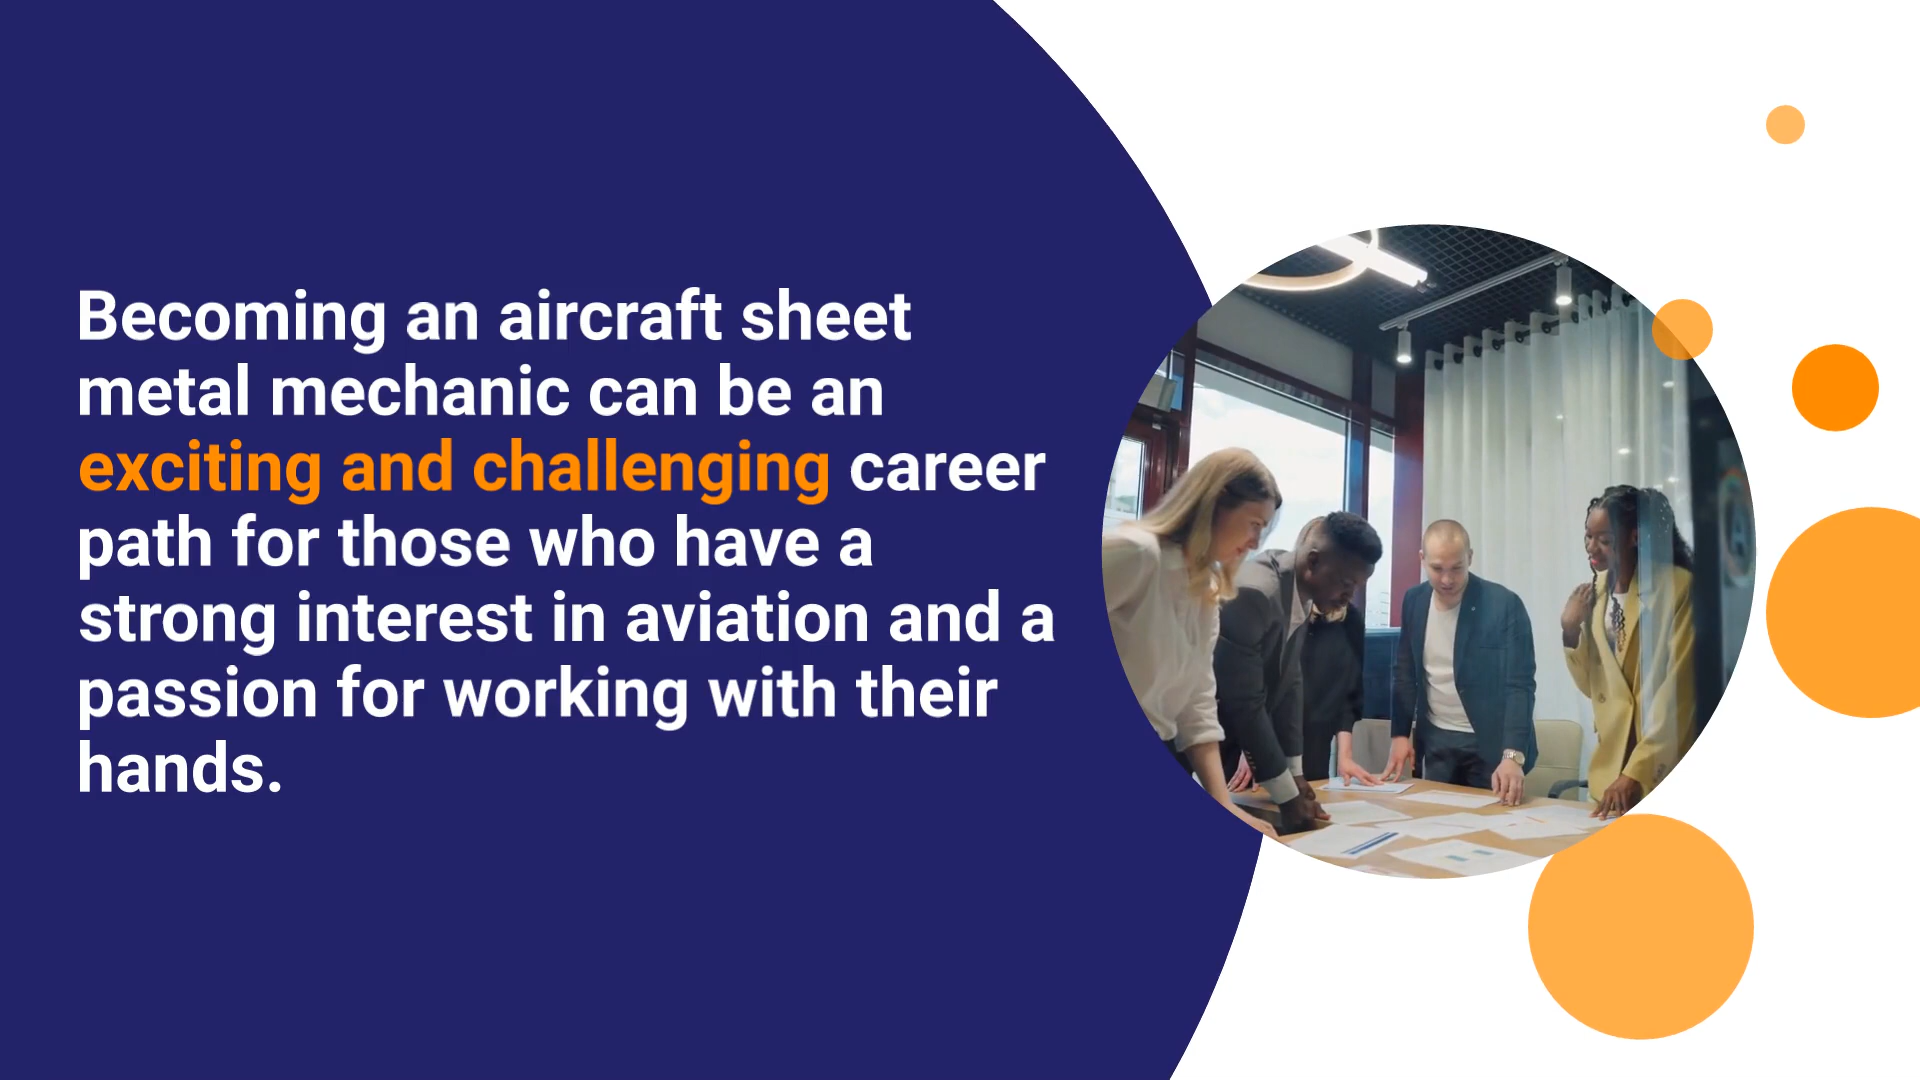 Becoming an aircraft sheet
metal mechanic can be an
exciting and challenging career
path for those who have a
strong interest in aviation and a
passion for working with their
hands.